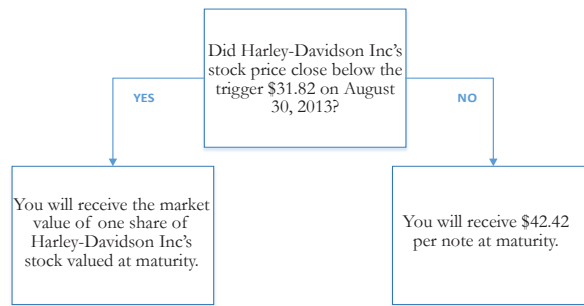 Did Harley-Davidson Inc's
stock price close below the
trigger $31.82 on August
30, 2013?
YES
NO
You will receive the market
value of one share of
Harley-Davidson Inc's
stock valued at maturity.
You will receive $42.42
per note at maturity.